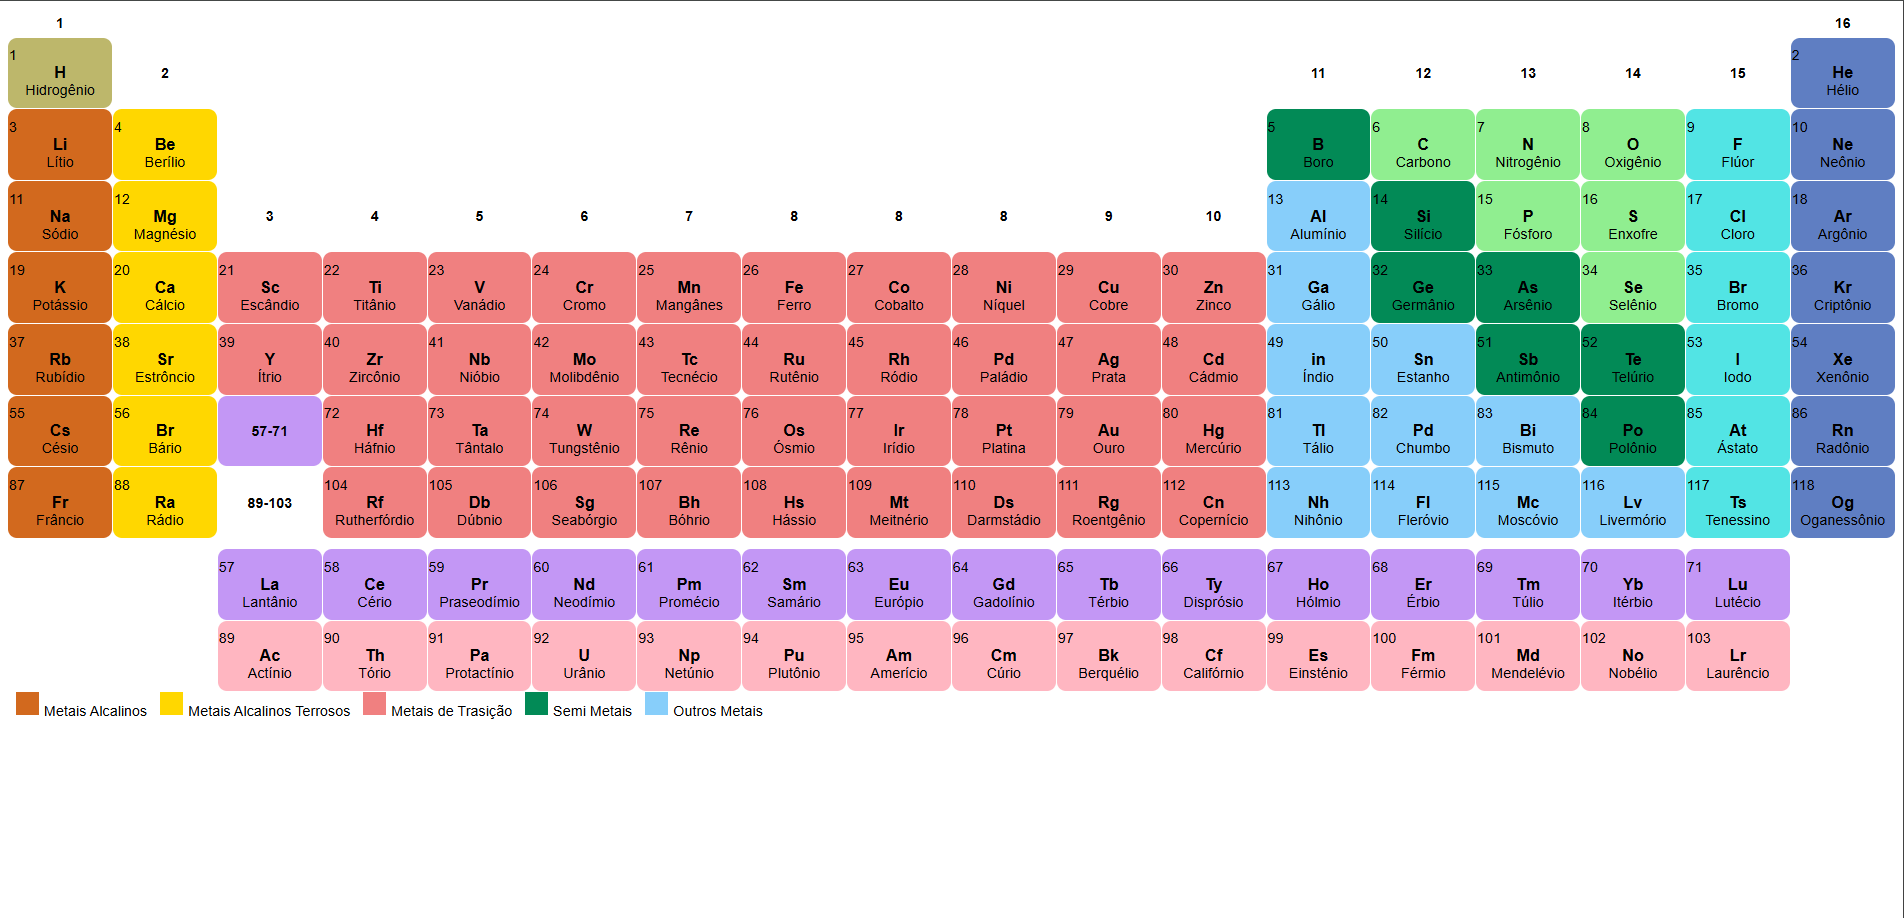 1 16
2 11 12 13 14 15
1 2
H He
Hidrogênio Hélio
3 4 5 6 7 8 9 10
Li Be B C N O F Ne
Lítio Berílio Boro Carbono Nitrogênio Oxigênio Flúor Neônio
3 4 5 6 7 8 8 8 9 10
11 12 13 14 15 16 17 18
Na Mg Al Si P S Cl Ar
Sódio Magnésio Alumínio Silício Fósforo Enxofre Cloro Argônio
19 20 21 22 23 24 25 26 27 28 29 30 31 32 33 34 35 36
K Ca Sc Ti V Cr Mn Fe Co Ni Cu Zn Ga Ge As Se Br Kr
Potássio Cálcio Escândio Titânio Vanádio Cromo Mangânes Ferro Cobalto Níquel Cobre Zinco Gálio Germânio Arsênio Selênio Bromo Criptônio
37 38 39 40 41 42 43 44 45 46 47 48 49 50 51 52 53 54
Rb Sr Y Zr Nb Mo Tc Ru Rh Pd Ag Cd in Sn Sb Te I Xe
Rubídio Estrôncio Ítrio Zircônio Nióbio Molibdênio Tecnécio Rutênio Ródio Paládio Prata Cádmio Índio Estanho Antimônio Telúrio Iodo Xenônio
55 56 72 73 74 75 76 77 78 79 80 81 82 83 84 85 86
Cs Br 57-71 Hf Ta W Re Os Ir Pt Au Hg Tl Pd Bi Po At Rn
Césio Bário Háfnio Tântalo Tungstênio Rênio Ósmio Irídio Platina Ouro Mercúrio Tálio Chumbo Bismuto Polônio Ástato Radônio
87 88 104 105 106 107 108 109 110 111 112 113 114 115 116 117 118
Fr Ra 89-103 Rf Db Sg Bh Hs Mt Ds Rg Cn Nh Fl Mc Lv Ts Og
Frâncio Rádio Rutherfórdio Dúbnio Seabórgio Bóhrio Hássio Meitnério Darmstádio Roentgênio Copernício Nihônio Fleróvio Moscóvio Livermório Tenessino Oganessônio
57 58 59 60 61 62 63 64 65 66 67 68 69 70 71
La Ce Pr Nd Pm Sm Eu Gd Tb Ty Ho Er Tm Yb Lu
Lantânio Cério Praseodímio Neodímio Promécio Samário Európio Gadolínio Térbio Disprósio Hólmio Érbio Túlio Itérbio Lutécio
89 90 91 92 93 94 95 96 97 98 99 100 101 102 103
Ac Th Pa U Np Pu Am Cm Bk Cf Es Fm Md No Lr
Actínio Tório Protactínio Urânio Netúnio Plutônio Amerício Cúrio Berquélio Califórnio Einsténio Férmio Mendelévio Nobélio Laurêncio
Metais Alcalinos Metais Alcalinos Terrosos Metais de Trasição Semi Metais Outros Metais